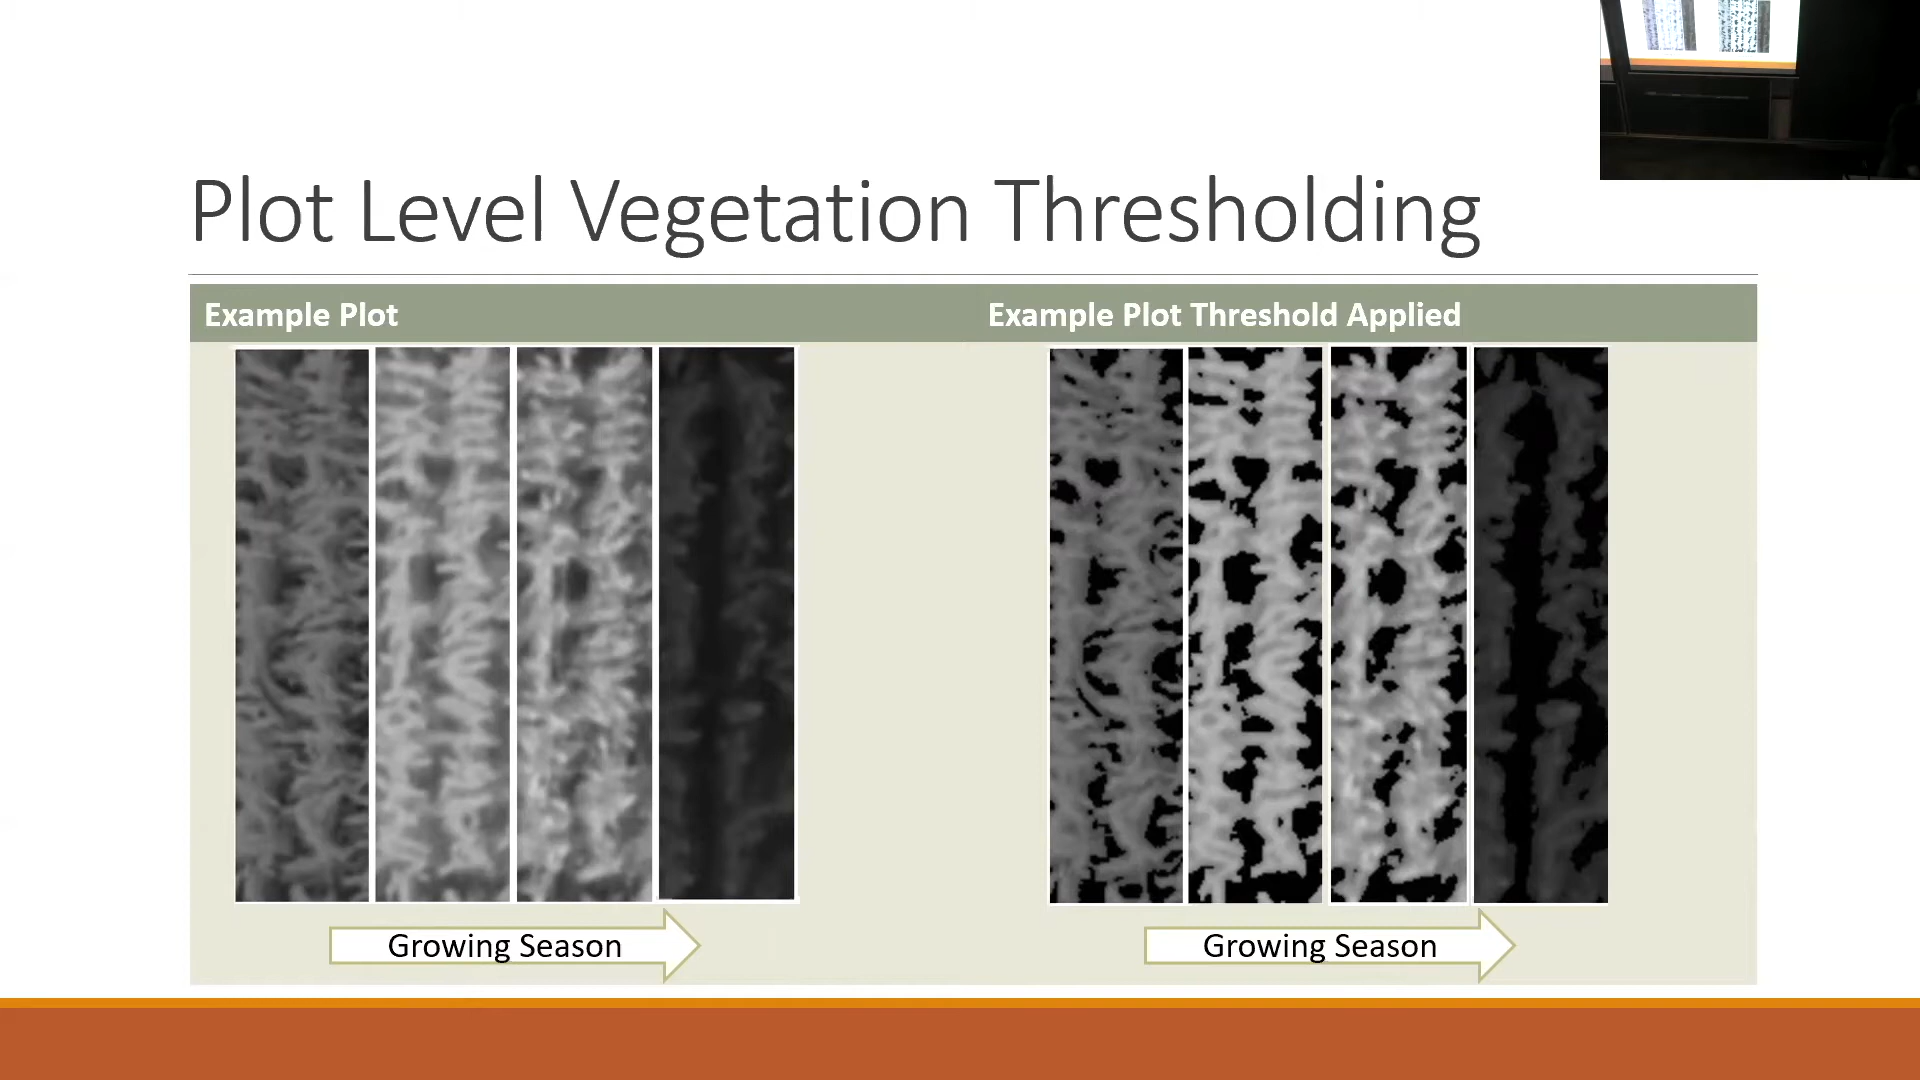 Plot Level Vegetation Thresholding
Example Plot
Example Plot Threshold Applied
Growing Season
Growing Season